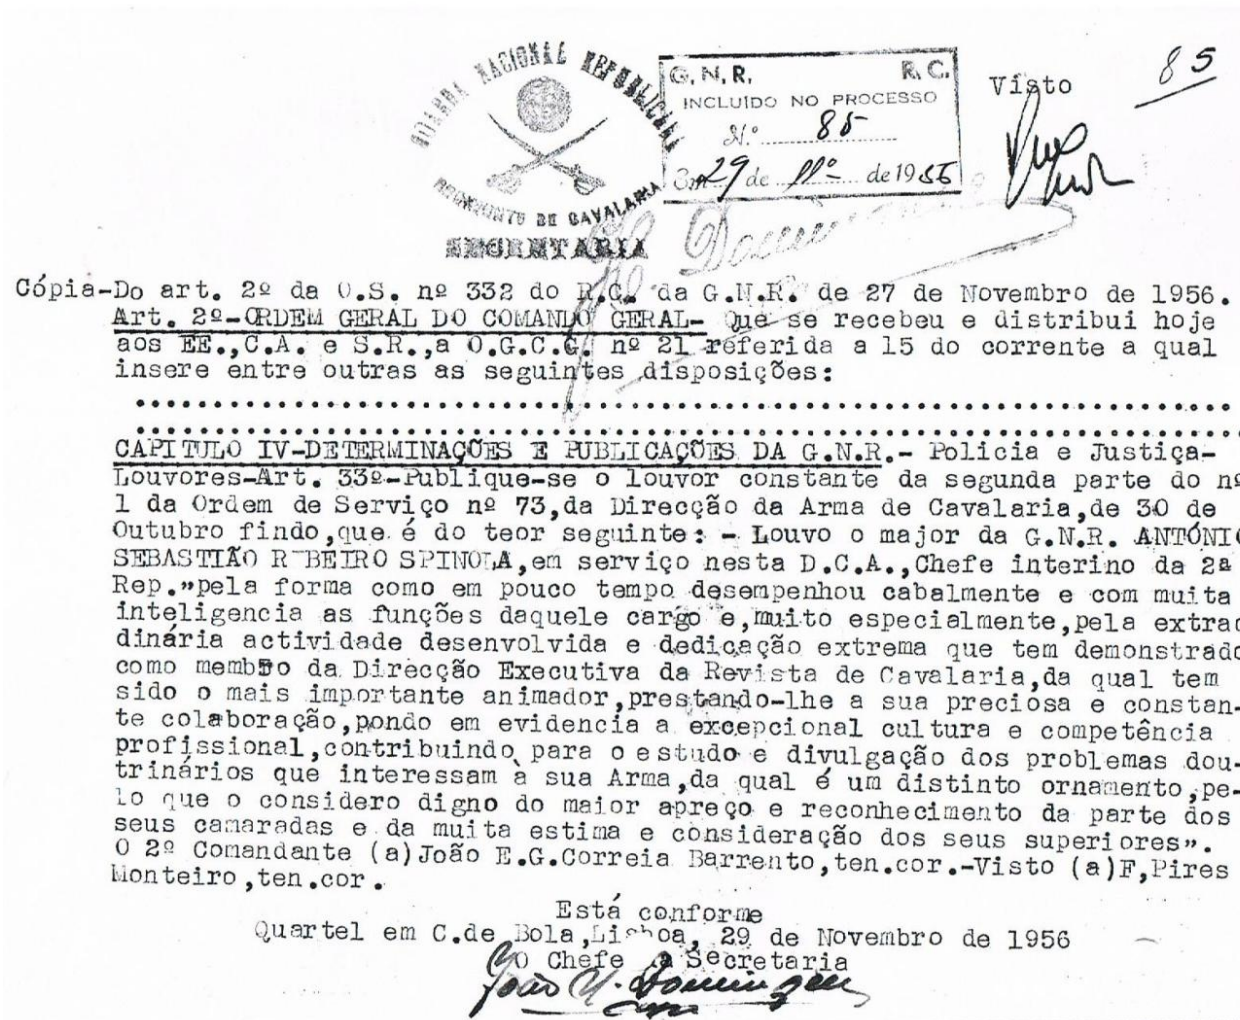 GUARDA NACIONAL REPUBLICANA
REGIMENTO DE CAVALARIA
SECRETARIA
G. N. R. R. C.
INCLUIDO NO PROCESSO
N.º 85
Em 29 de 11º de 1956
Visto
85
Cópia-Do art. 2º da O.S. nº 332 do R.C. da G.N.R. de 27 de Novembro de 1956.
Art. 2º-ORDEM GERAL DO COMANDO GERAL- Que se recebeu e distribui hoje
aos EE.,C.A. e S.R.,a O.G.C.G. nº 21 referida a 15 do corrente a qual
insere entre outras as seguintes disposições:
CAPITULO IV-DETERMINAÇÕES E PUBLICAÇÕES DA G.N.R.- Policia e Justiça-
Louvores-Art. 33º-Publique-se o louvor constante da segunda parte do nº
1 da Ordem de Serviço nº 73,da Direcção da Arma de Cavalaria,de 30 de
Outubro findo,que é do teor seguinte: - Louvo o major da G.N.R. ANTÓNIO
SEBASTIÃO RIBEIRO SPINOLA,em serviço nesta D.C.A.,Chefe interino da 2ª
Rep."pela forma como em pouco tempo desempenhou cabalmente e com muita
inteligencia as funções daquele cargo e,muito especialmente,pela extrao
dinária actividade desenvolvida e dedicação extrema que tem demonstrado
como membro da Direcção Executiva da Revista de Cavalaria,da qual tem
sido o mais importante animador,prestando-lhe a sua preciosa e constan-
te colaboração,pondo em evidencia a excepcional cultura e competência
profissional,contribuindo para o estudo e divulgação dos problemas dou-
trinários que interessam à sua Arma,da qual é um distinto ornamento,pe-
lo que o considero digno do maior apreço e reconhecimento da parte dos
seus camaradas e da muita estima e consideração dos seus superiores".
O 2º Comandante (a)João E.G.Correia Barrento,ten.cor.-Visto (a)F,Pires
Monteiro,ten.cor.
Está conforme
Quartel em C.de Bola,Lisboa, 29 de Novembro de 1956
O Chefe da Secretaria